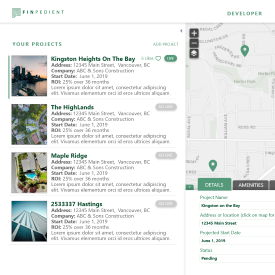 FINPEDIENT
DEVELOPER
YOUR PROJECTS
ADD PROJECT
Kingston Heights On The Bay
LIVE
Address: 12345 Main Street, Vancouver, BC
Company: ABC & Sons Construction
Start Date: June 1, 2019
ROI: 25% over 36 months
Lorem ipsum dolor sit amet, consectetur adipiscing
elit. Vivamus elementum orci id eros ultrices aliquam.
The HighLands
Address: 12345 Main Street, Vancouver, BC
Company: ABC & Sons Construction
Start Date: June 1, 2019
ROI: 25% over 36 months
Lorem ipsum dolor sit amet, consectetur adipiscing
elit. Vivamus elementum orci id eros ultrices aliquam.
Maple Ridge
Address: 12345 Main Street, Vancouver, BC
Company: ABC & Sons Construction
Start Date: June 1, 2019
ROI: 25% over 36 months
Lorem ipsum dolor sit amet, consectetur adipiscing
elit. Vivamus elementum orci id eros ultrices aliquam.
2533337 Hastings
Address: 12345 Main Street, Vancouver, BC
Company: ABC & Sons Construction
Start Date: June 1, 2019
ROI: 25% over 36 months
Lorem ipsum dolor sit amet, consectetur adipiscing
elit. Vivamus elementum orci id eros ultrices aliquam.
DETAILS
AMENITIES
Project Name
Kingston on the Bay
Address or location (click on map for
12345 Main Street
Projected Start Date
June 1, 2019
Status
Pending